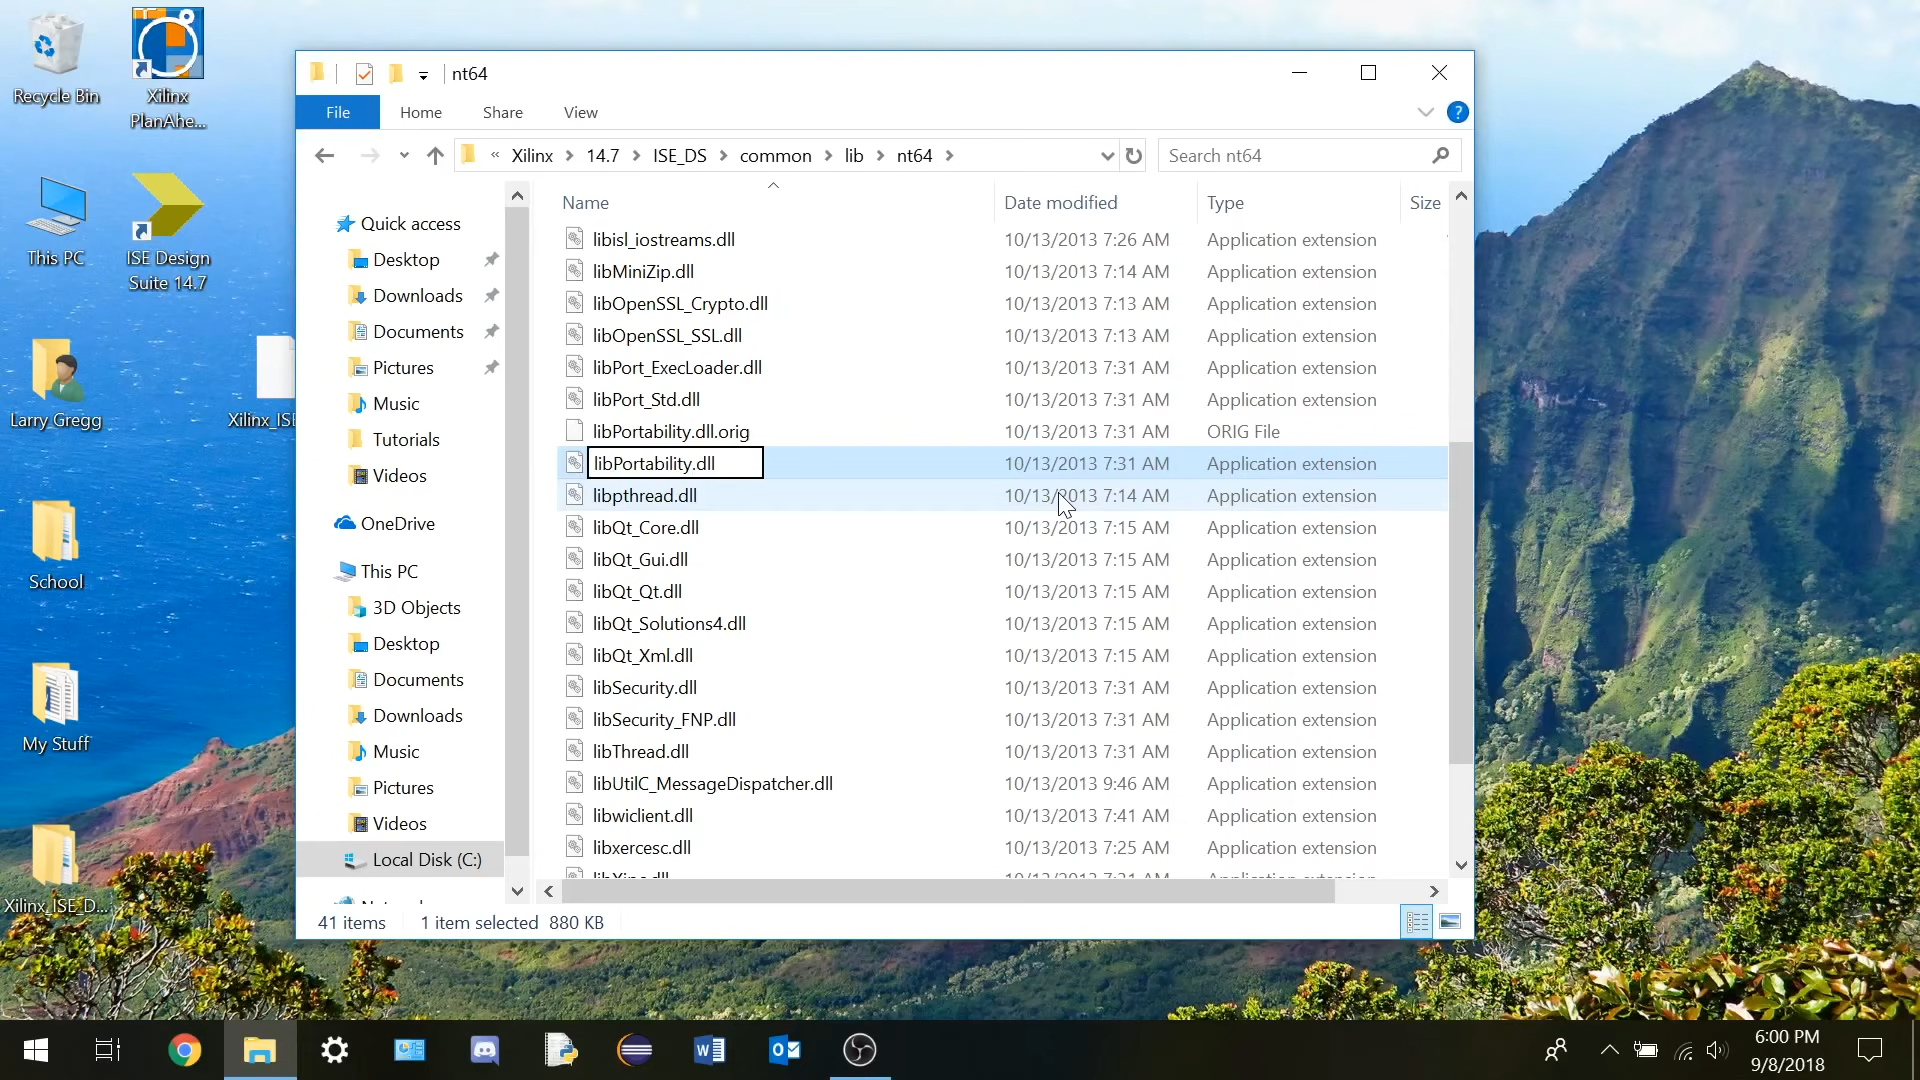 Recycle Bin
Xilinx
PlanAhe...
This PC
ISE Design
Suite 14.7
Larry Gregg
Xilinx_ISE
School
My Stuff
Xilinx_ISE_D...
nt64
File
Home
Share
View
?
«
Xilinx
14.7
ISE_DS
common
lib
nt64
Search nt64
Quick access
Desktop
Downloads
Documents
Pictures
Music
Tutorials
Videos
OneDrive
This PC
3D Objects
Desktop
Documents
Downloads
Music
Pictures
Videos
Local Disk (C:)
Name Date modified Type Size
libisl_iostreams.dll 10/13/2013 7:26 AM Application extension
libMiniZip.dll 10/13/2013 7:14 AM Application extension
libOpenSSL_Crypto.dll 10/13/2013 7:13 AM Application extension
libOpenSSL_SSL.dll 10/13/2013 7:13 AM Application extension
libPort_ExecLoader.dll 10/13/2013 7:31 AM Application extension
libPort_Std.dll 10/13/2013 7:31 AM Application extension
libPortability.dll.orig 10/13/2013 7:31 AM ORIG File
libPortability.dll 10/13/2013 7:31 AM Application extension
libpthread.dll 10/13/2013 7:14 AM Application extension
libQt_Core.dll 10/13/2013 7:15 AM Application extension
libQt_Gui.dll 10/13/2013 7:15 AM Application extension
libQt_Qt.dll 10/13/2013 7:15 AM Application extension
libQt_Solutions4.dll 10/13/2013 7:15 AM Application extension
libQt_Xml.dll 10/13/2013 7:15 AM Application extension
libSecurity.dll 10/13/2013 7:31 AM Application extension
libSecurity_FNP.dll 10/13/2013 7:31 AM Application extension
libThread.dll 10/13/2013 7:31 AM Application extension
libUtilC_MessageDispatcher.dll 10/13/2013 9:46 AM Application extension
libwiclient.dll 10/13/2013 7:41 AM Application extension
libxercesc.dll 10/13/2013 7:25 AM Application extension
41 items 1 item selected 880 KB
6:00 PM
9/8/2018